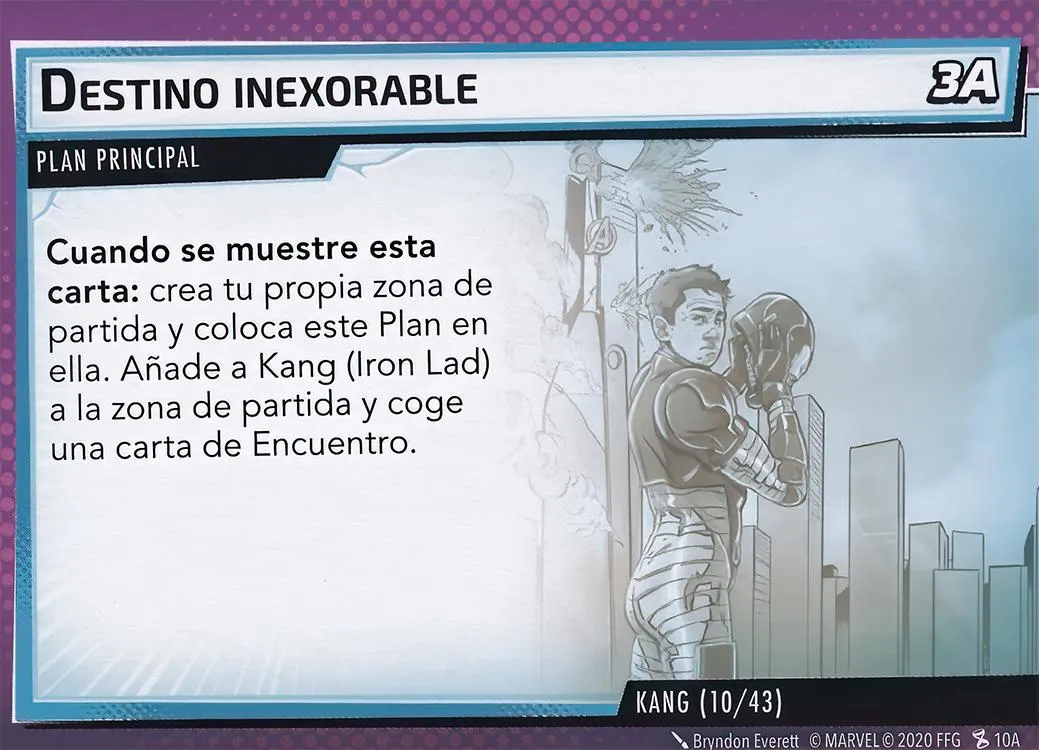 DESTINO INEXORABLE
3A
PLAN PRINCIPAL
Cuando se muestre esta
carta: crea tu propia zona de
partida y coloca este Plan en
ella. Añade a Kang (Iron Lad)
a la zona de partida y coge
una carta de Encuentro.
KANG (10/43)
Bryndon Everett © MARVEL © 2020 FFG 10A